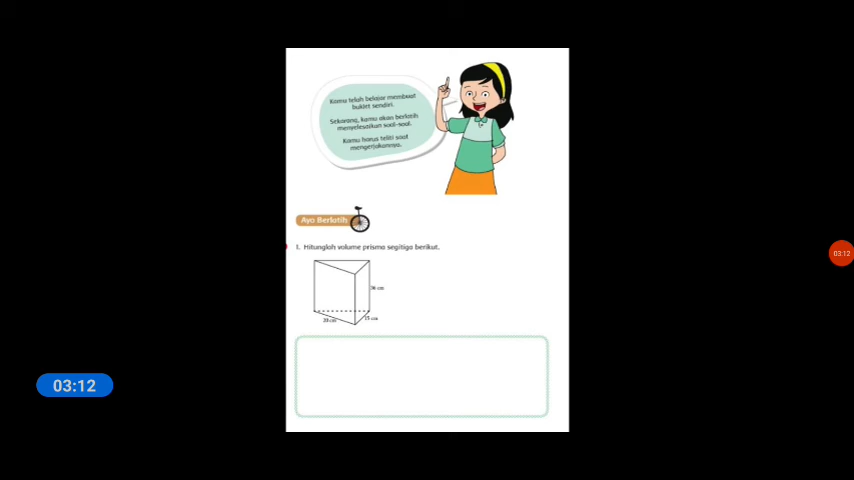 Kamu telah belajar membuat
buklet sendiri.
Sekarang, kamu akan berlatih
menyelesaikan soal-soal.
Kamu harus teliti saat
mengerjakannya.
Ayo Berlatih
1. Hitunglah volume prisma segitiga berikut.
36 cm
20 cm
15 cm
03:12
03:12